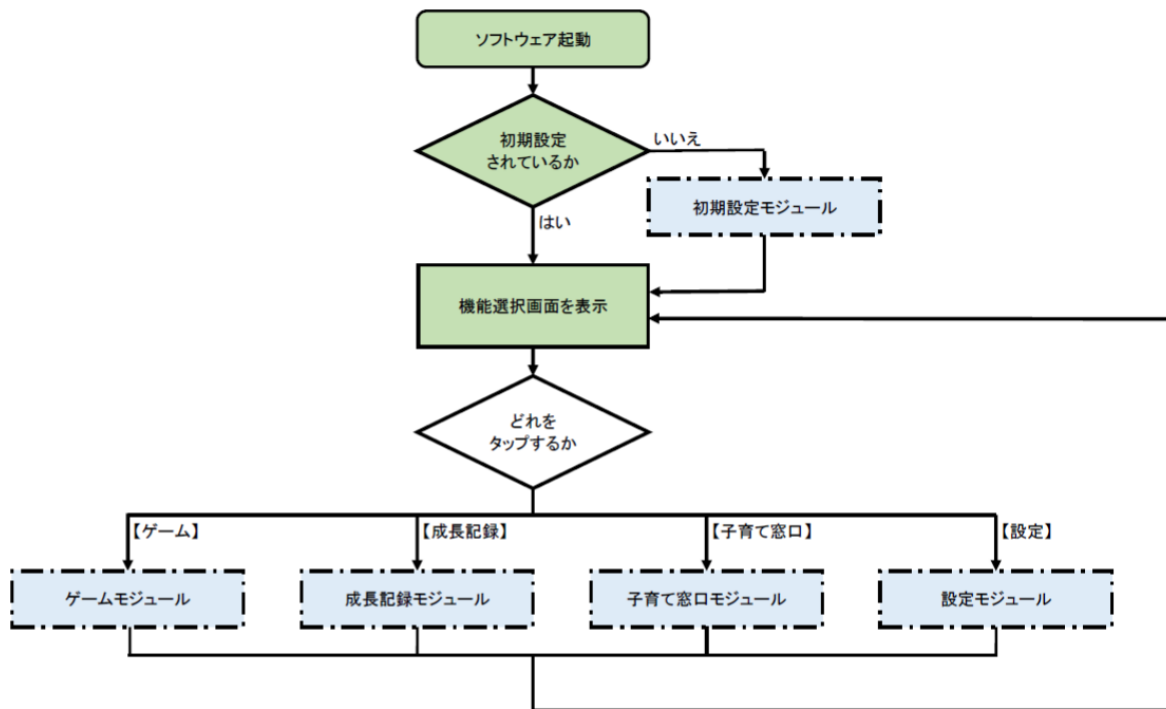 ソフトウェア起動
初期設定
されているか
いいえ
初期設定モジュール
はい
機能選択画面を表示
どれを
タップするか
【ゲーム】
【成長記録】
【子育て窓口】
【設定】
ゲームモジュール
成長記録モジュール
子育て窓口モジュール
設定モジュール